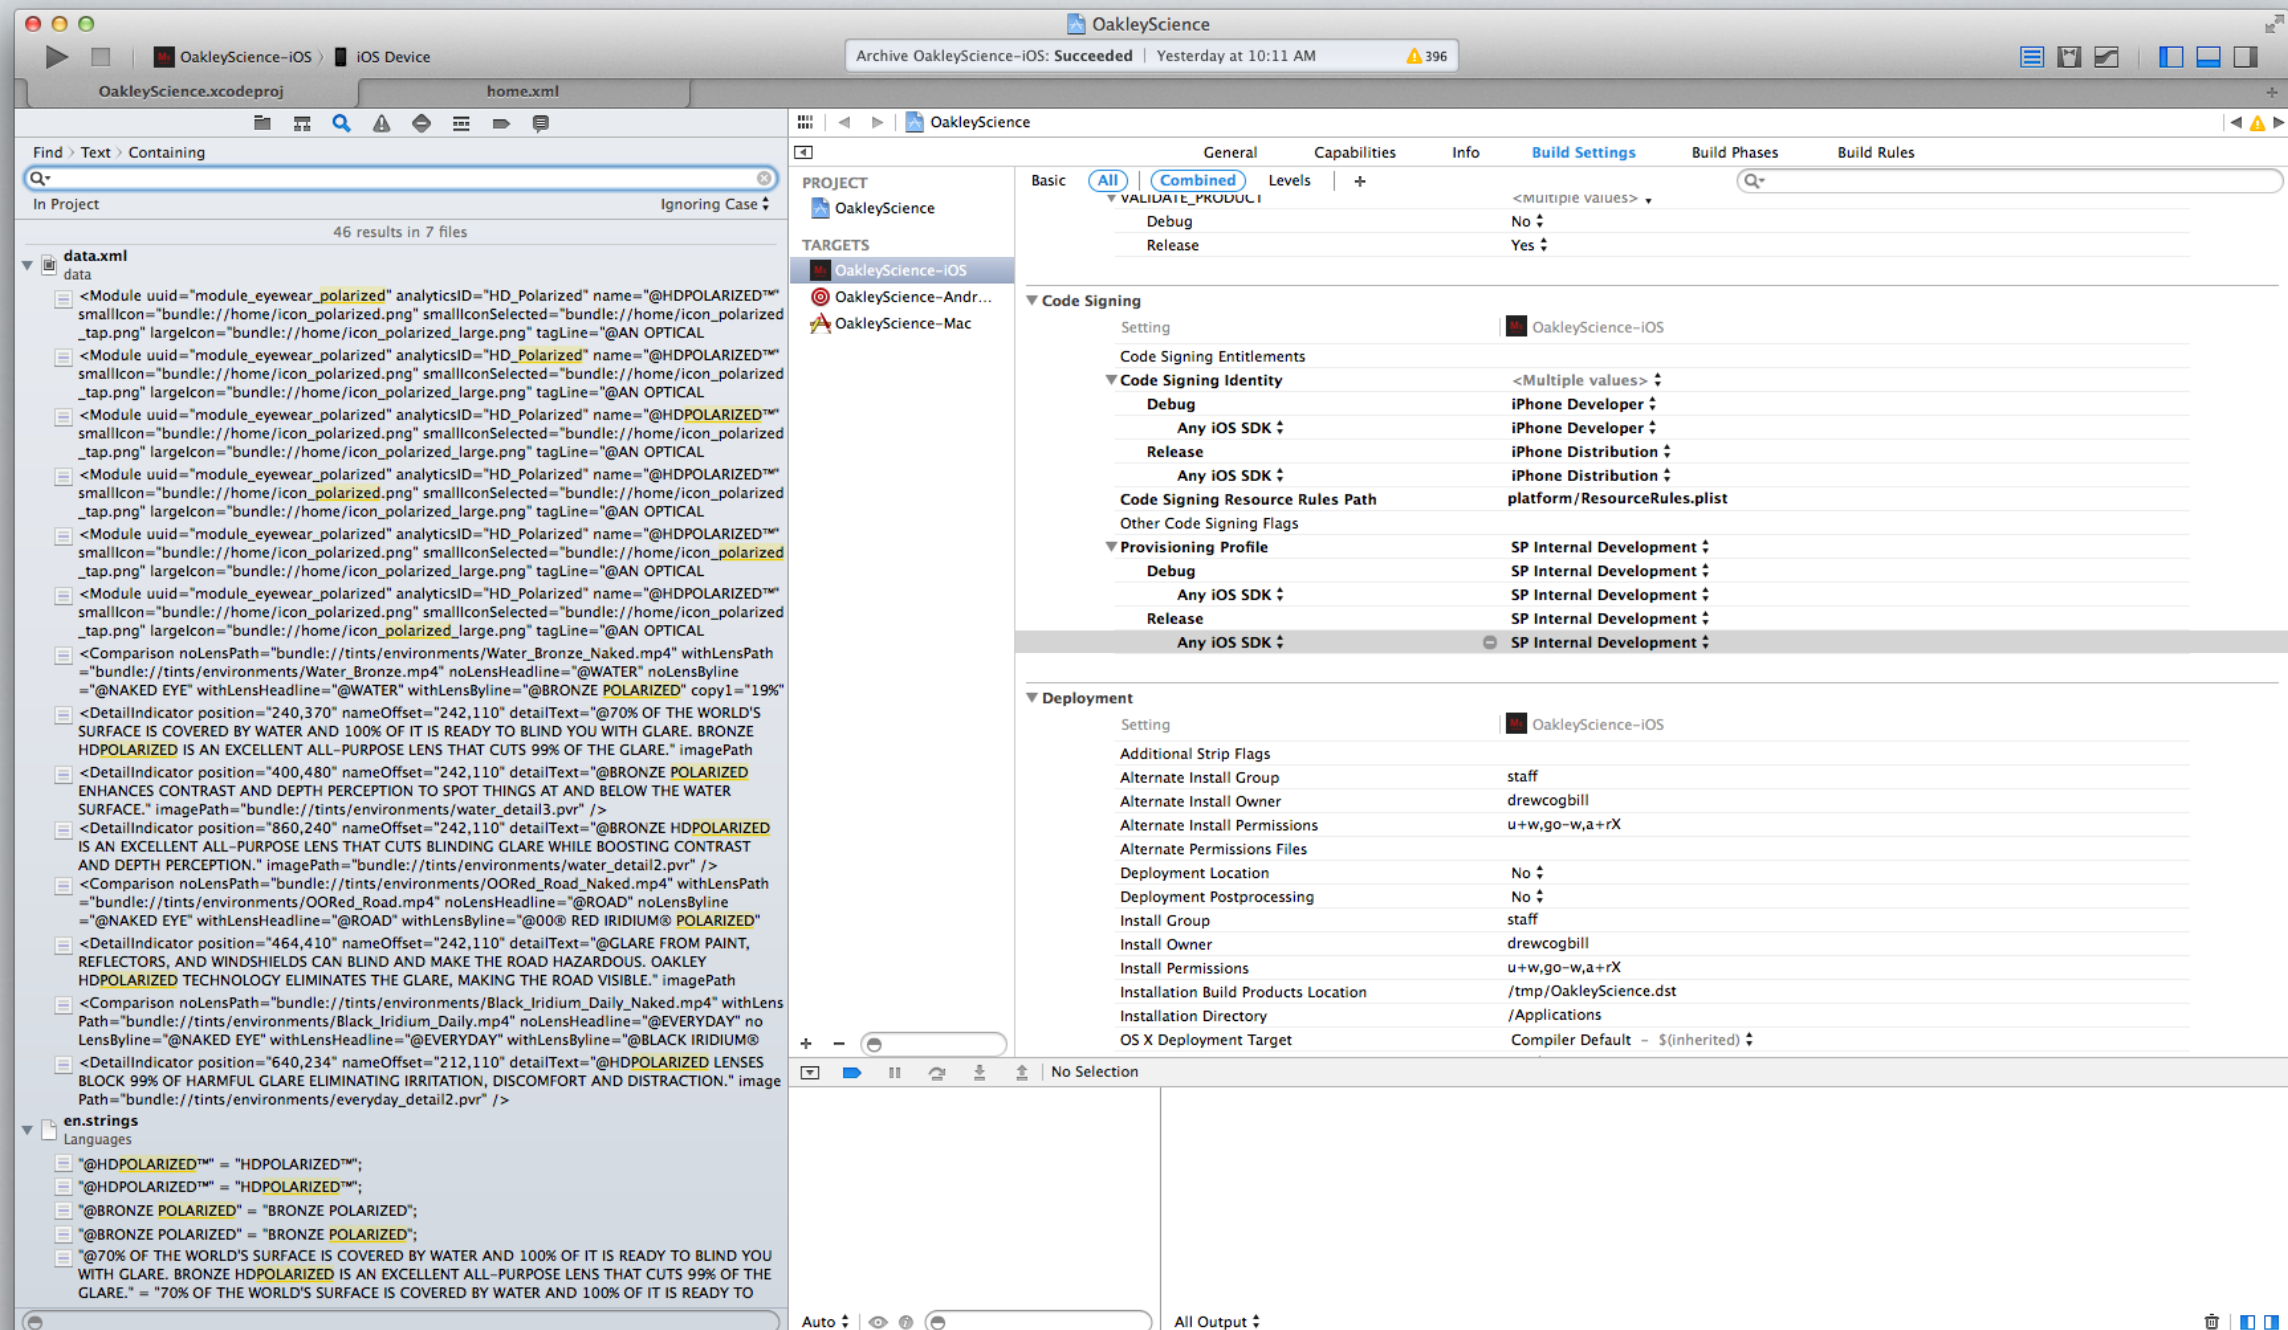 OakleyScience
OakleyScience-iOS
iOS Device
Archive OakleyScience-iOS: Succeeded | Yesterday at 10:11 AM
396
OakleyScience.xcodeproj
home.xml
Find
Text
Containing
In Project
Ignoring Case
46 results in 7 files
data.xml
data
<Module uuid="module_eyewear_polarized" analyticsID="HD_Polarized" name="@HDPOLARIZED™"
smallIcon="bundle://home/icon_polarized.png" smallIconSelected="bundle://home/icon_polarized
_tap.png" largeIcon="bundle://home/icon_polarized_large.png" tagLine="@AN OPTICAL
<Module uuid="module_eyewear_polarized" analyticsID="HD_Polarized" name="@HDPOLARIZED™"
smallIcon="bundle://home/icon_polarized.png" smallIconSelected="bundle://home/icon_polarized
_tap.png" largeIcon="bundle://home/icon_polarized_large.png" tagLine="@AN OPTICAL
<Module uuid="module_eyewear_polarized" analyticsID="HD_Polarized" name="@HDPOLARIZED™"
smallIcon="bundle://home/icon_polarized.png" smallIconSelected="bundle://home/icon_polarized
_tap.png" largeIcon="bundle://home/icon_polarized_large.png" tagLine="@AN OPTICAL
<Module uuid="module_eyewear_polarized" analyticsID="HD_Polarized" name="@HDPOLARIZED™"
smallIcon="bundle://home/icon_polarized.png" smallIconSelected="bundle://home/icon_polarized
_tap.png" largeIcon="bundle://home/icon_polarized_large.png" tagLine="@AN OPTICAL
<Module uuid="module_eyewear_polarized" analyticsID="HD_Polarized" name="@HDPOLARIZED™"
smallIcon="bundle://home/icon_polarized.png" smallIconSelected="bundle://home/icon_polarized
_tap.png" largeIcon="bundle://home/icon_polarized_large.png" tagLine="@AN OPTICAL
<Module uuid="module_eyewear_polarized" analyticsID="HD_Polarized" name="@HDPOLARIZED™"
smallIcon="bundle://home/icon_polarized.png" smallIconSelected="bundle://home/icon_polarized
_tap.png" largeIcon="bundle://home/icon_polarized_large.png" tagLine="@AN OPTICAL
<Comparison noLensPath="bundle://tints/environments/Water_Bronze_Naked.mp4" withLensPath
="bundle://tints/environments/Water_Bronze.mp4" noLensHeadline="@WATER" noLensByline
="@NAKED EYE" withLensHeadline="@WATER" withLensByline="@BRONZE POLARIZED" copy1="19%"
<DetailIndicator position="240,370" nameOffset="242,110" detailText="@70% OF THE WORLD'S
SURFACE IS COVERED BY WATER AND 100% OF IT IS READY TO BLIND YOU WITH GLARE. BRONZE
HDPOLARIZED IS AN EXCELLENT ALL-PURPOSE LENS THAT CUTS 99% OF THE GLARE." imagePath
<DetailIndicator position="400,480" nameOffset="242,110" detailText="@BRONZE POLARIZED
ENHANCES CONTRAST AND DEPTH PERCEPTION TO SPOT THINGS AT AND BELOW THE WATER
SURFACE." imagePath="bundle://tints/environments/water_detail3.pvr" />
<DetailIndicator position="860,240" nameOffset="242,110" detailText="@BRONZE HDPOLARIZED
IS AN EXCELLENT ALL-PURPOSE LENS THAT CUTS BLINDING GLARE WHILE BOOSTING CONTRAST
AND DEPTH PERCEPTION." imagePath="bundle://tints/environments/water_detail2.pvr" />
<Comparison noLensPath="bundle://tints/environments/OORed_Road_Naked.mp4" withLensPath
="bundle://tints/environments/OORed_Road.mp4" noLensHeadline="@ROAD" noLensByline
="@NAKED EYE" withLensHeadline="@ROAD" withLensByline="@00® RED IRIDIUM® POLARIZED"
<DetailIndicator position="464,410" nameOffset="242,110" detailText="@GLARE FROM PAINT,
REFLECTORS, AND WINDSHIELDS CAN BLIND AND MAKE THE ROAD HAZARDOUS. OAKLEY
HDPOLARIZED TECHNOLOGY ELIMINATES THE GLARE, MAKING THE ROAD VISIBLE." imagePath
<Comparison noLensPath="bundle://tints/environments/Black_Iridium_Daily_Naked.mp4" withLens
Path="bundle://tints/environments/Black_Iridium_Daily.mp4" noLensHeadline="@EVERYDAY" no
LensByline="@NAKED EYE" withLensHeadline="@EVERYDAY" withLensByline="@BLACK IRIDIUM®
<DetailIndicator position="640,234" nameOffset="212,110" detailText="@HDPOLARIZED LENSES
BLOCK 99% OF HARMFUL GLARE ELIMINATING IRRITATION, DISCOMFORT AND DISTRACTION." image
Path="bundle://tints/environments/everyday_detail2.pvr" />
en.strings
Languages
"@HDPOLARIZED™" = "HDPOLARIZED™";
"@HDPOLARIZED™" = "HDPOLARIZED™";
"@BRONZE POLARIZED" = "BRONZE POLARIZED";
"@BRONZE POLARIZED" = "BRONZE POLARIZED";
"@70% OF THE WORLD'S SURFACE IS COVERED BY WATER AND 100% OF IT IS READY TO BLIND YOU
WITH GLARE. BRONZE HDPOLARIZED IS AN EXCELLENT ALL-PURPOSE LENS THAT CUTS 99% OF THE
GLARE." = "70% OF THE WORLD'S SURFACE IS COVERED BY WATER AND 100% OF IT IS READY TO
OakleyScience
General Capabilities Info Build Settings Build Phases Build Rules
PROJECT
OakleyScience
TARGETS
OakleyScience-iOS
OakleyScience-Andr...
OakleyScience-Mac
Basic All Combined Levels +
VALIDATE_PRODUCT <Multiple values>
Debug No
Release Yes
Code Signing
Setting OakleyScience-iOS
Code Signing Entitlements
Code Signing Identity <Multiple values>
Debug iPhone Developer
Any iOS SDK iPhone Developer
Release iPhone Distribution
Any iOS SDK iPhone Distribution
Code Signing Resource Rules Path platform/ResourceRules.plist
Other Code Signing Flags
Provisioning Profile SP Internal Development
Debug SP Internal Development
Any iOS SDK SP Internal Development
Release SP Internal Development
Any iOS SDK SP Internal Development
Deployment
Setting OakleyScience-iOS
Additional Strip Flags
Alternate Install Group staff
Alternate Install Owner drewcogbill
Alternate Install Permissions u+w,go-w,a+rX
Alternate Permissions Files
Deployment Location No
Deployment Postprocessing No
Install Group staff
Install Owner drewcogbill
Install Permissions u+w,go-w,a+rX
Installation Build Products Location /tmp/OakleyScience.dst
Installation Directory /Applications
OS X Deployment Target Compiler Default - $(inherited)
No Selection
Auto
All Output